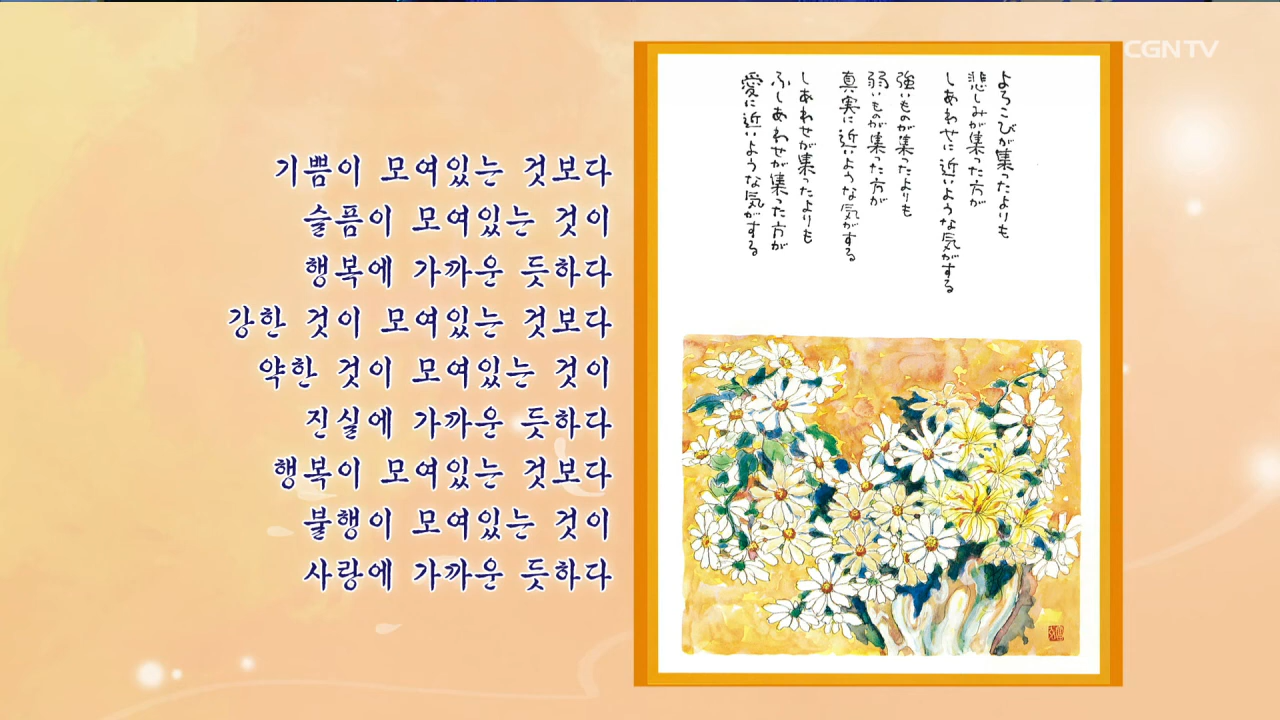 기쁨이 모여있는 것보다
슬픔이 모여있는 것이
행복에 가까운 듯하다
강한 것이 모여있는 것보다
약한 것이 모여있는 것이
진실에 가까운 듯하다
행복이 모여있는 것보다
불행이 모여있는 것이
사랑에 가까운 듯하다
よろこびが集ったよりも
悲しみが集った方が
しあわせに近いような気がする
強いものが集ったよりも
弱いものが集った方が
真実に近いような気がする
しあわせが集ったよりも
ふしあわせが集った方が
愛に近いような気がする
CGNTV